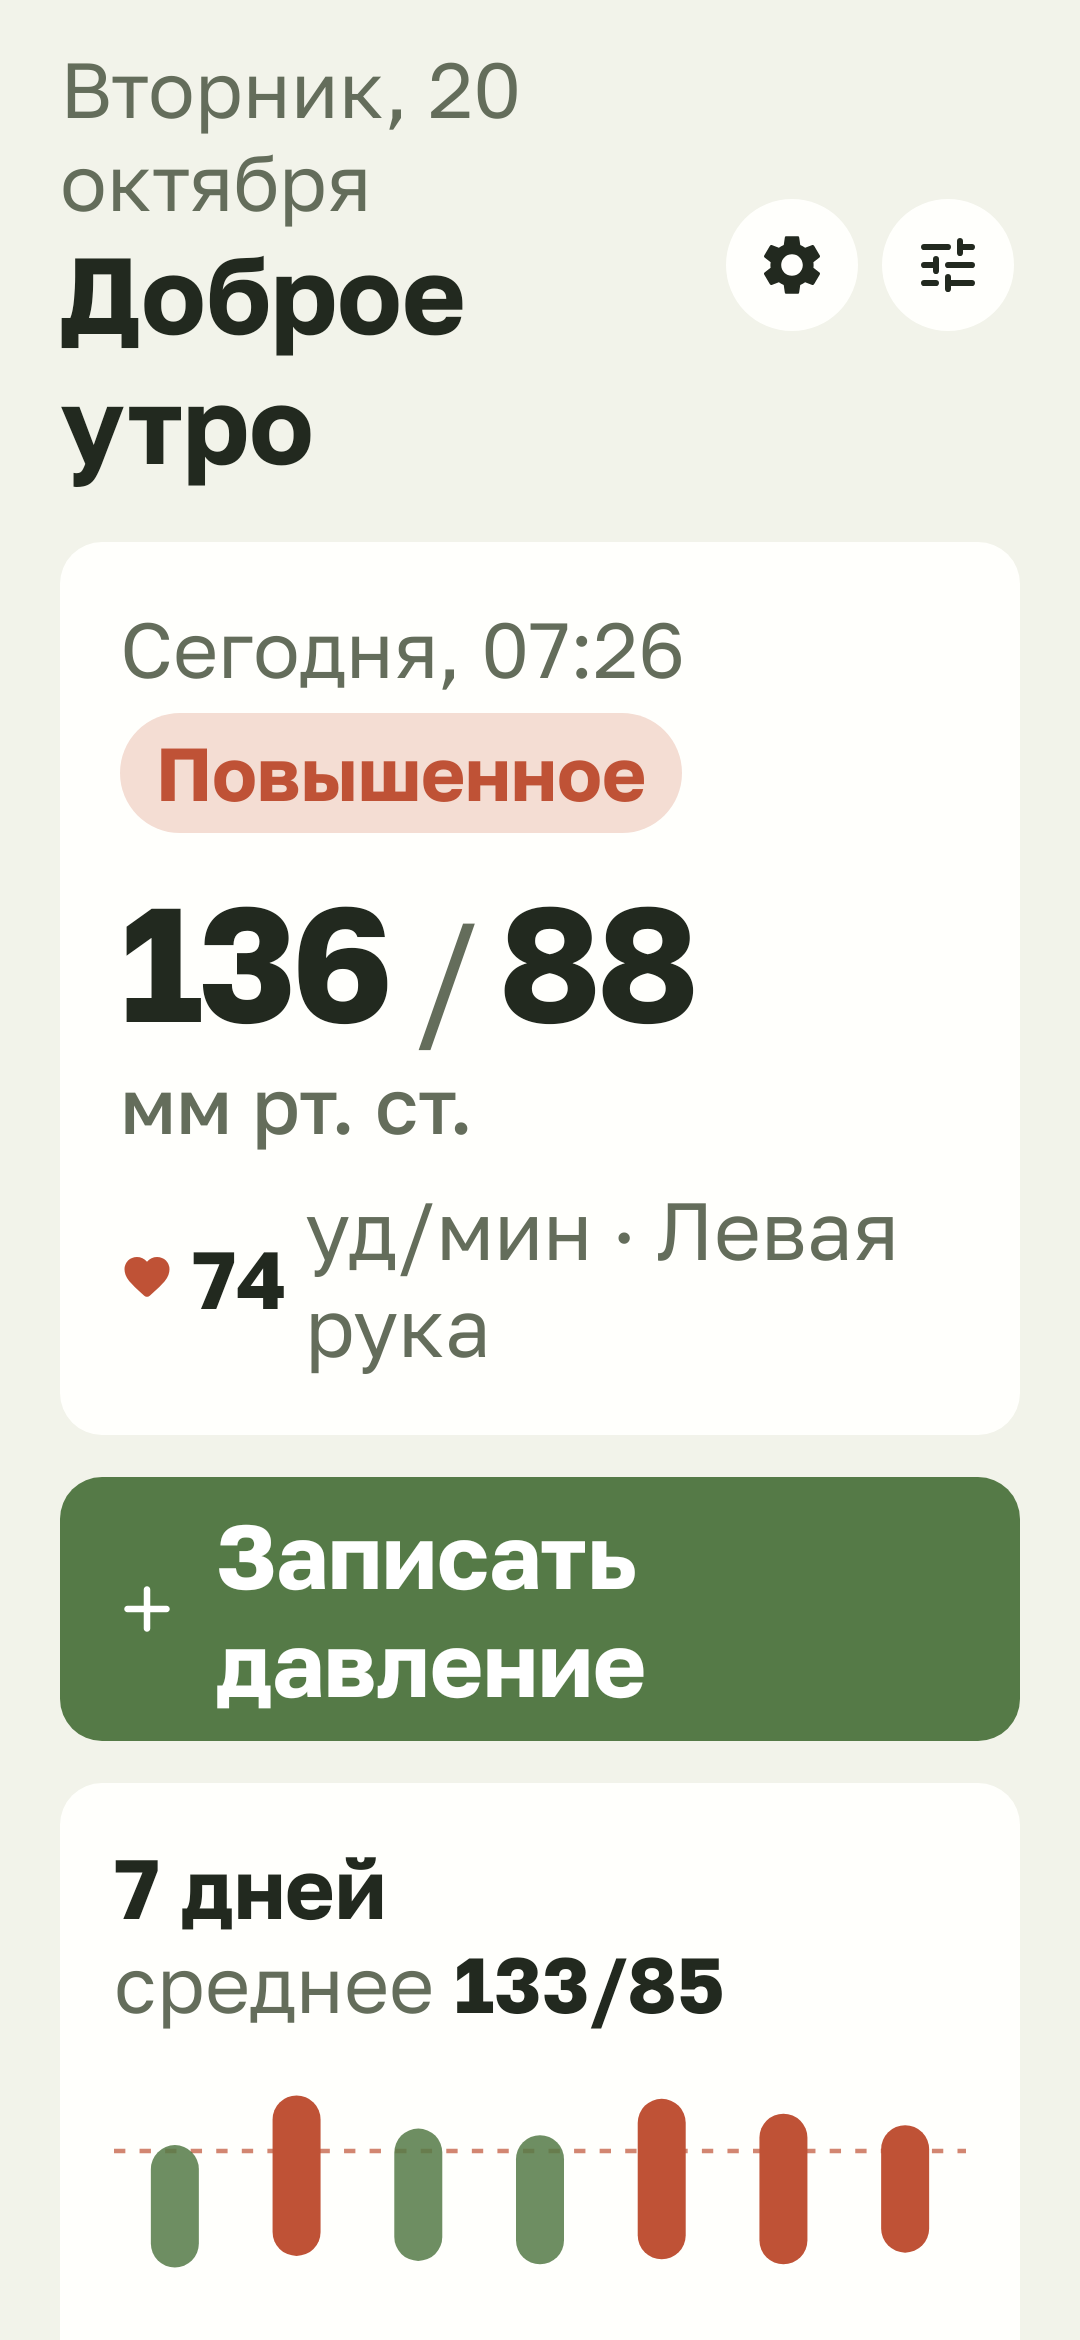 Вторник, 20
октября
Доброе
утро
Сегодня, 07:26
Повышенное
136 / 88
мм рт. ст.
74 уд/мин · Левая
рука
Записать
давление
7 дней
среднее 133/85